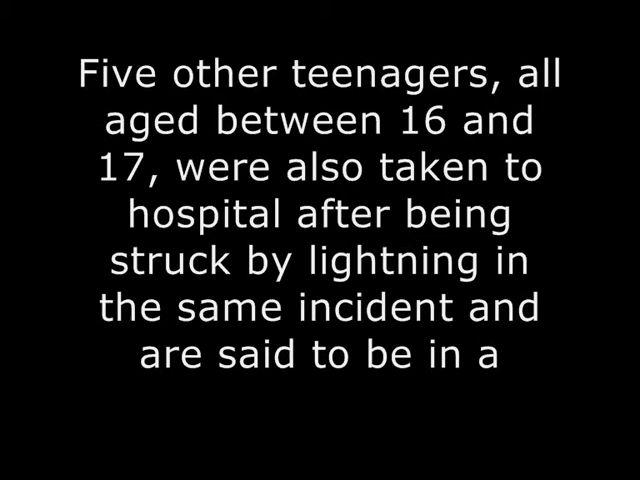 Five other teenagers, all
aged between 16 and
17, were also taken to
hospital after being
struck by lightning in
the same incident and
are said to be in a